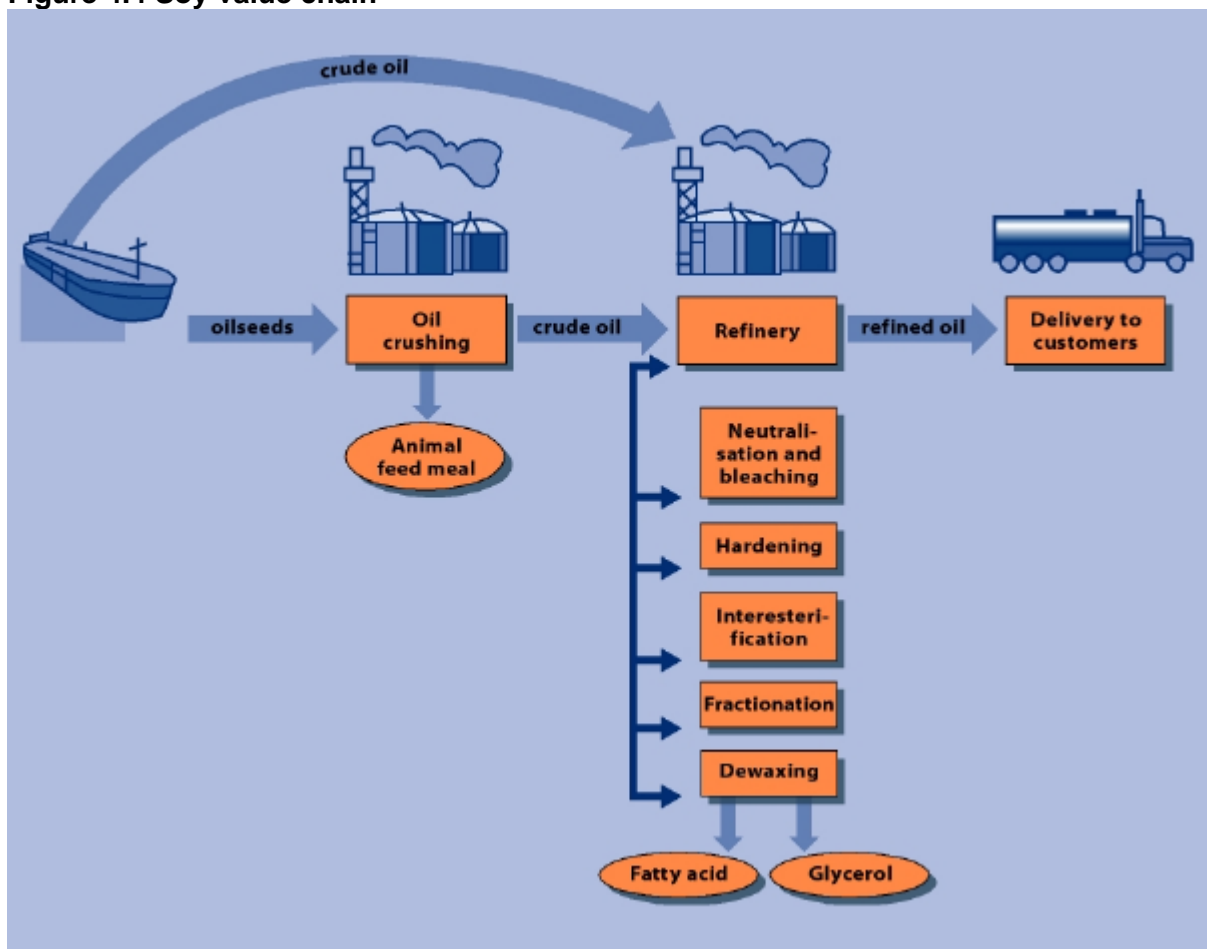 Figure Soy value chain
crude oil
oilseeds
Oil
crushing
crude oil
Refinery
refined oil
Delivery to
customers
Animal
feed meal
Neutrali-
sation and
bleaching
Hardening
Interesteri-
fication
Fractionation
Dewaxing
Fatty acid
Glycerol